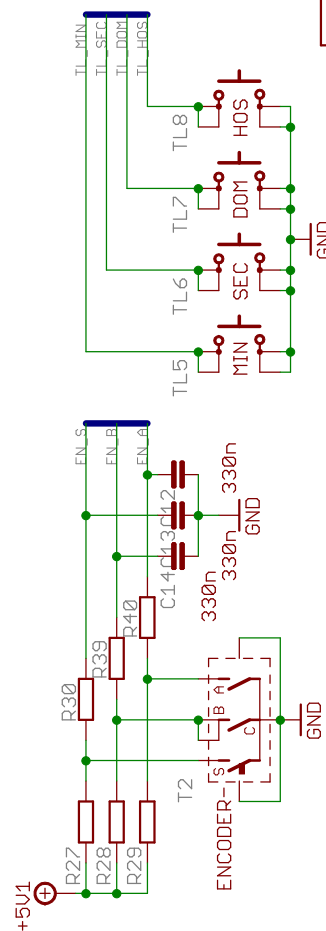 TL_MIN
TL_SEC
TL_DOM
TL_HOS
TL8
HOS
TL7
DOM
TL6
SEC
TL5
MIN
GND
EN_S
EN_B
EN_A
C14
C13
C12
330n
330n
330n
GND
R30
R39
R40
R27
R28
R29
+5V1
T2
ENCODER-
A
B
C
S
GND